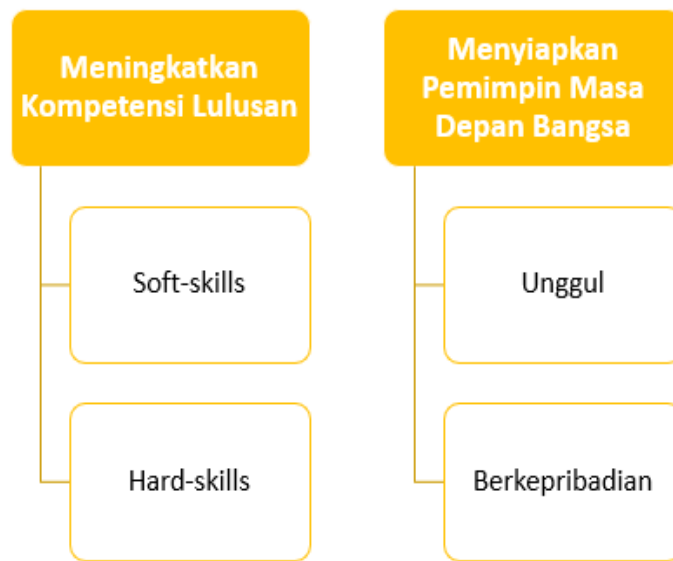 Meningkatkan
Kompetensi Lulusan
Soft-skills
Hard-skills
Menyiapkan
Pemimpin Masa
Depan Bangsa
Unggul
Berkepribadian